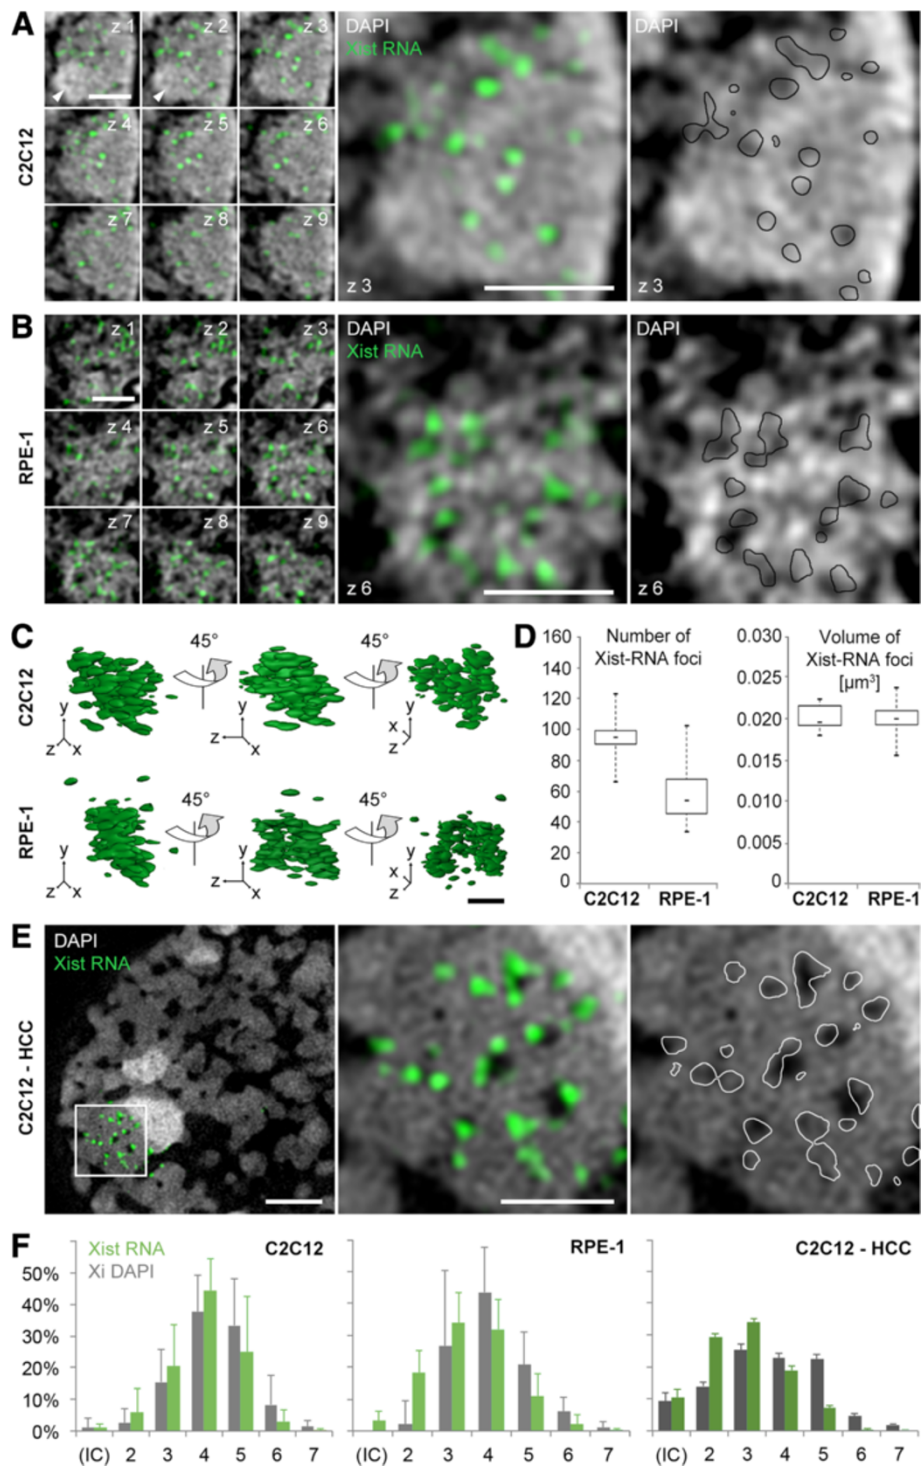 A
C2C12
z 1
z 2
z 3
z 4
z 5
z 6
z 7
z 8
z 9
DAPI
Xist RNA
z 3
DAPI
z 3
B
RPE-1
z 1
z 2
z 3
z 4
z 5
z 6
z 7
z 8
z 9
DAPI
Xist RNA
z 6
DAPI
z 6
C
C2C12
45°
45°
y
z
x
y
z
x
y
x
z
RPE-1
45°
45°
y
z
x
y
z
x
y
x
z
D
Number of
Xist-RNA foci
160
140
120
100
80
60
40
20
0
C2C12 RPE-1
Volume of
Xist-RNA foci
[µm³]
0.030
0.025
0.020
0.015
0.010
0.005
0
C2C12 RPE-1
E
C2C12 - HCC
DAPI
Xist RNA
F
Xist RNA
Xi DAPI
C2C12
RPE-1
C2C12 - HCC
50%
40%
30%
20%
10%
0%
(IC) 2 3 4 5 6 7
(IC) 2 3 4 5 6 7
(IC) 2 3 4 5 6 7